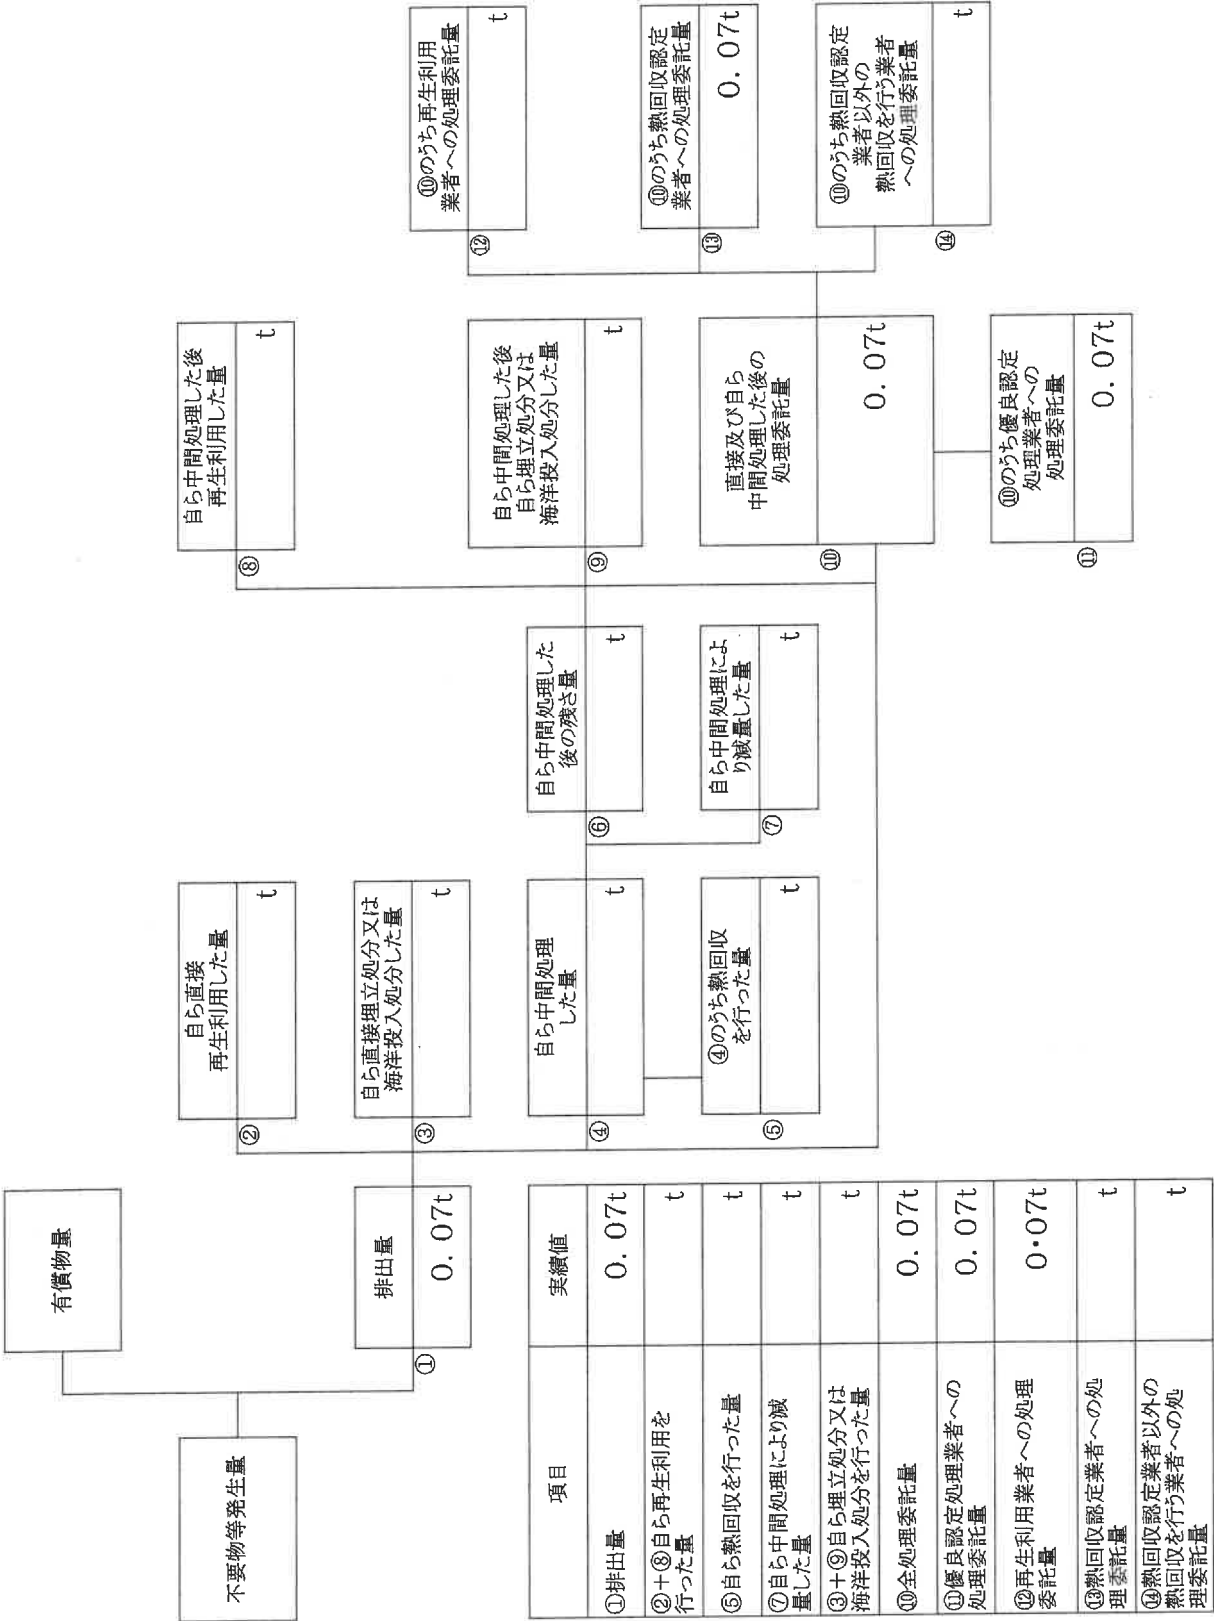 不要物等発生量
有償物量
①
排出量
0.07t
②
自ら直接
再生利用した量
t
③
自ら直接埋立処分又は
海洋投入処分した量
t
④
自ら中間処理
した量
t
⑤
④のうち熱回収
を行った量
t
⑥
自ら中間処理した
後の残さ量
t
⑦
自ら中間処理によ
り減量した量
t
⑧
自ら中間処理した後
再生利用した量
t
⑨
自ら中間処理した後
自ら埋立処分又は
海洋投入処分した量
t
⑩
直接及び自ら
中間処理した後の
処理委託量
0.07t
⑪
⑩のうち優良認定
処理業者への
処理委託量
0.07t
⑫
⑩のうち再生利用
業者への処理委託量
t
⑬
⑩のうち熱回収認定
業者への処理委託量
0.07t
⑭
⑩のうち熱回収認定
業者以外の
熱回収を行う業者
への処理委託量
t
項目 実績値
①排出量 0.07t
②+⑧自ら再生利用を
行った量
t
⑤自ら熱回収を行った量 t
⑦自ら中間処理により減
量した量
t
③+⑨自ら埋立処分又は
海洋投入処分を行った量
t
⑩全処理委託量 0.07t
⑪優良認定処理業者への
処理委託量
0.07t
⑫再生利用業者への処理
委託量
0・07t
⑬熱回収認定業者への処
理委託量
t
⑭熱回収認定業者以外の
熱回収を行う業者への処
理委託量
t